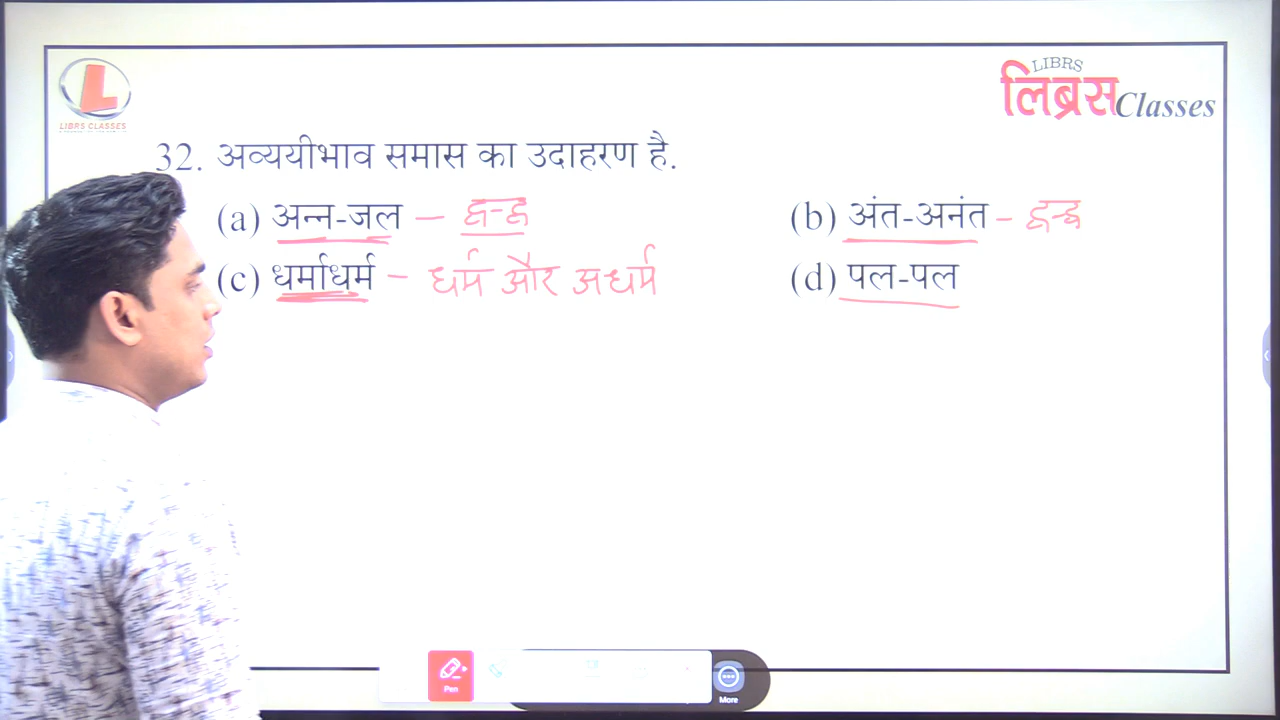 L
LIBRS CLASSES
LIBRS
लिब्रस Classes
32. अव्ययीभाव समास का उदाहरण है.
(a) अन्न-जल – द्वन्द्व
(b) अंत-अनंत – द्वन्द्व
(c) धर्माधर्म – धर्म और अधर्म
(d) पल-पल
Pen
More